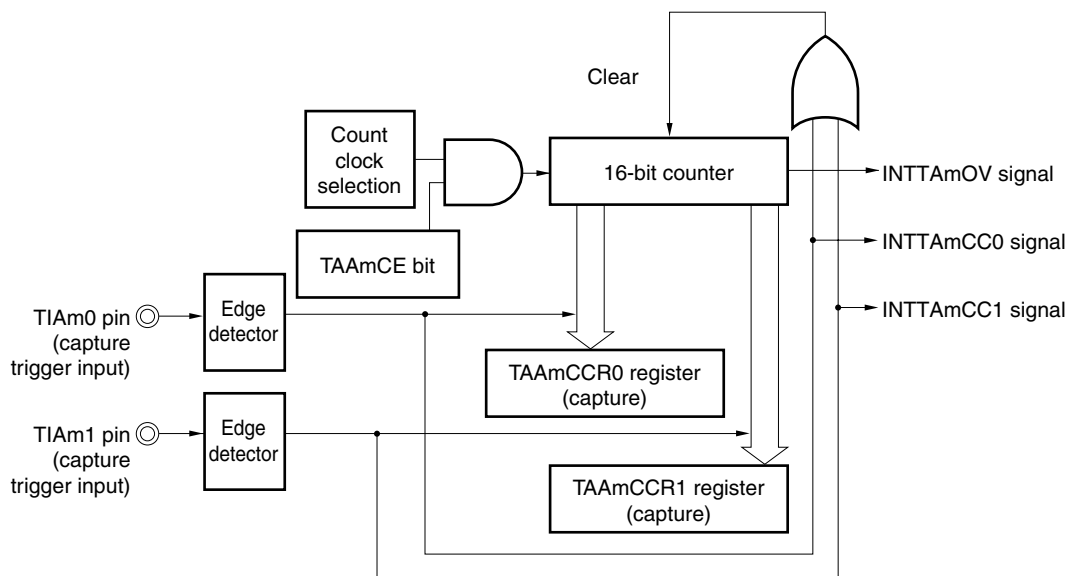 Clear
Count
clock
selection
16-bit counter
INTTAmOV signal
TAAmCE bit
INTTAmCC0 signal
TIAm0 pin
(capture
trigger input)
Edge
detector
INTTAmCC1 signal
TAAmCCR0 register
(capture)
TIAm1 pin
(capture
trigger input)
Edge
detector
TAAmCCR1 register
(capture)